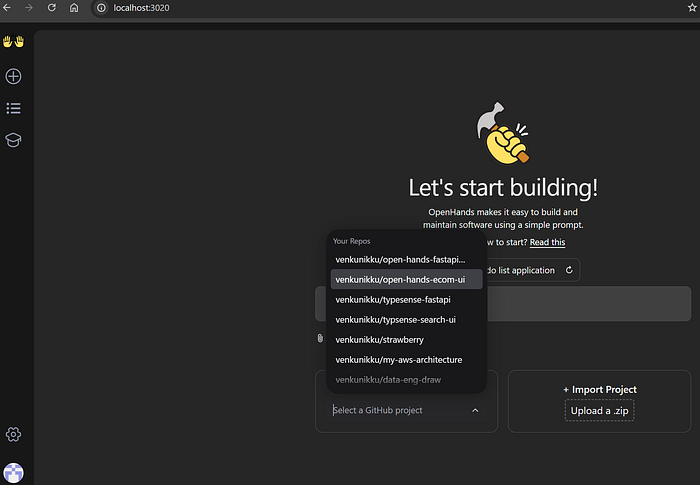 localhost:3020
Let's start building!
OpenHands makes it easy to build and
maintain software using a simple prompt.
w to start? Read this
do list application
Your Repos
venkunikku/open-hands-fastapi...
venkunikku/open-hands-ecom-ui
venkunikku/typesense-fastapi
venkunikku/typsense-search-ui
venkunikku/strawberry
venkunikku/my-aws-architecture
venkunikku/data-eng-draw
Select a GitHub project
+ Import Project
Upload a .zip